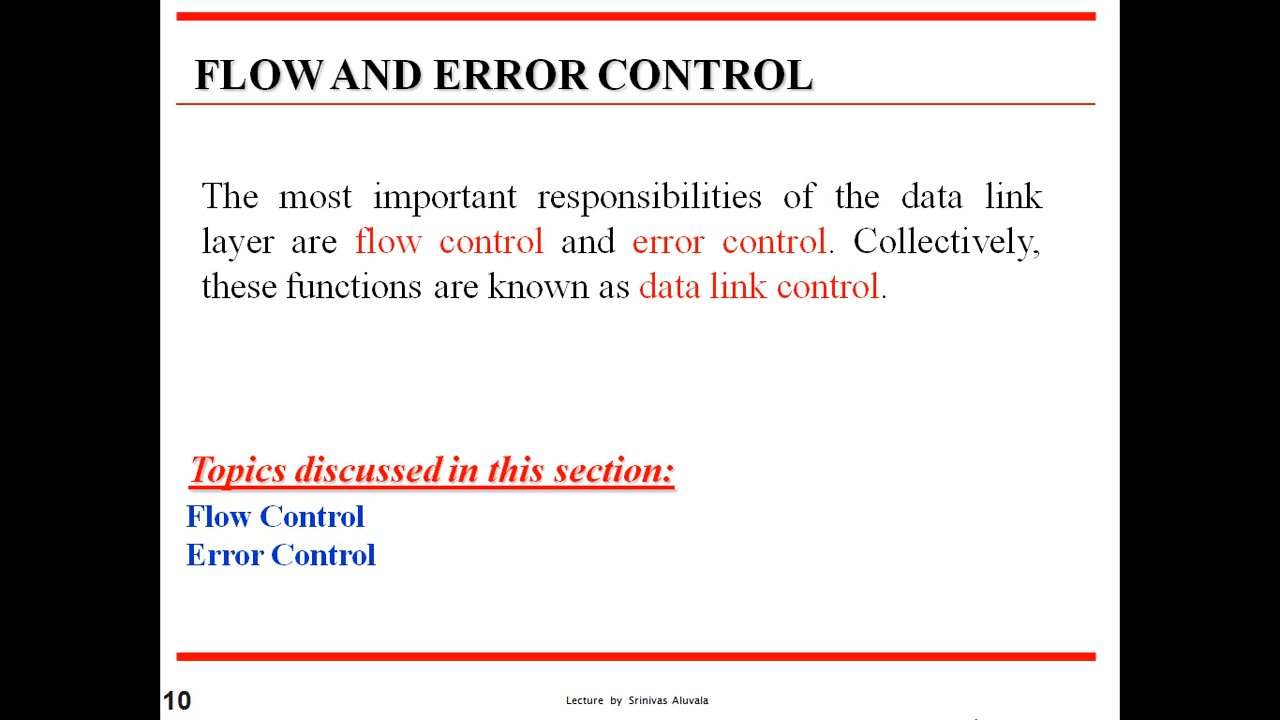 FLOW AND ERROR CONTROL
The most important responsibilities of the data link
layer are flow control and error control. Collectively,
these functions are known as data link control.
Topics discussed in this section:
Flow Control
Error Control
10
Lecture by Srinivas Aluvala